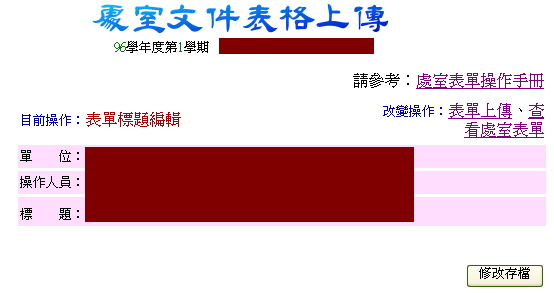 處室文件表格上傳
96學年度第1學期
請參考：處室表單操作手冊
目前操作：表單標題編輯
改變操作：表單上傳、查
看處室表單
單　　位：
操作人員：
標　　題：
修改存檔